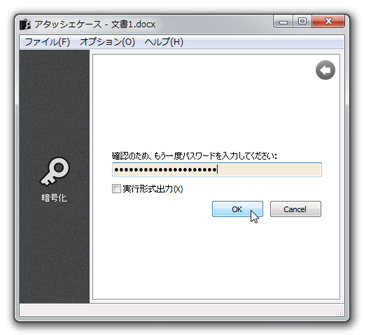 アタッシェケース - 文書1.docx
ファイル(F) オプション(O) ヘルプ(H)
確認のため、もう一度パスワードを入力してください:
●●●●●●●●●●●●●●●●●●●●●
実行形式出力(X)
暗号化
OK Cancel